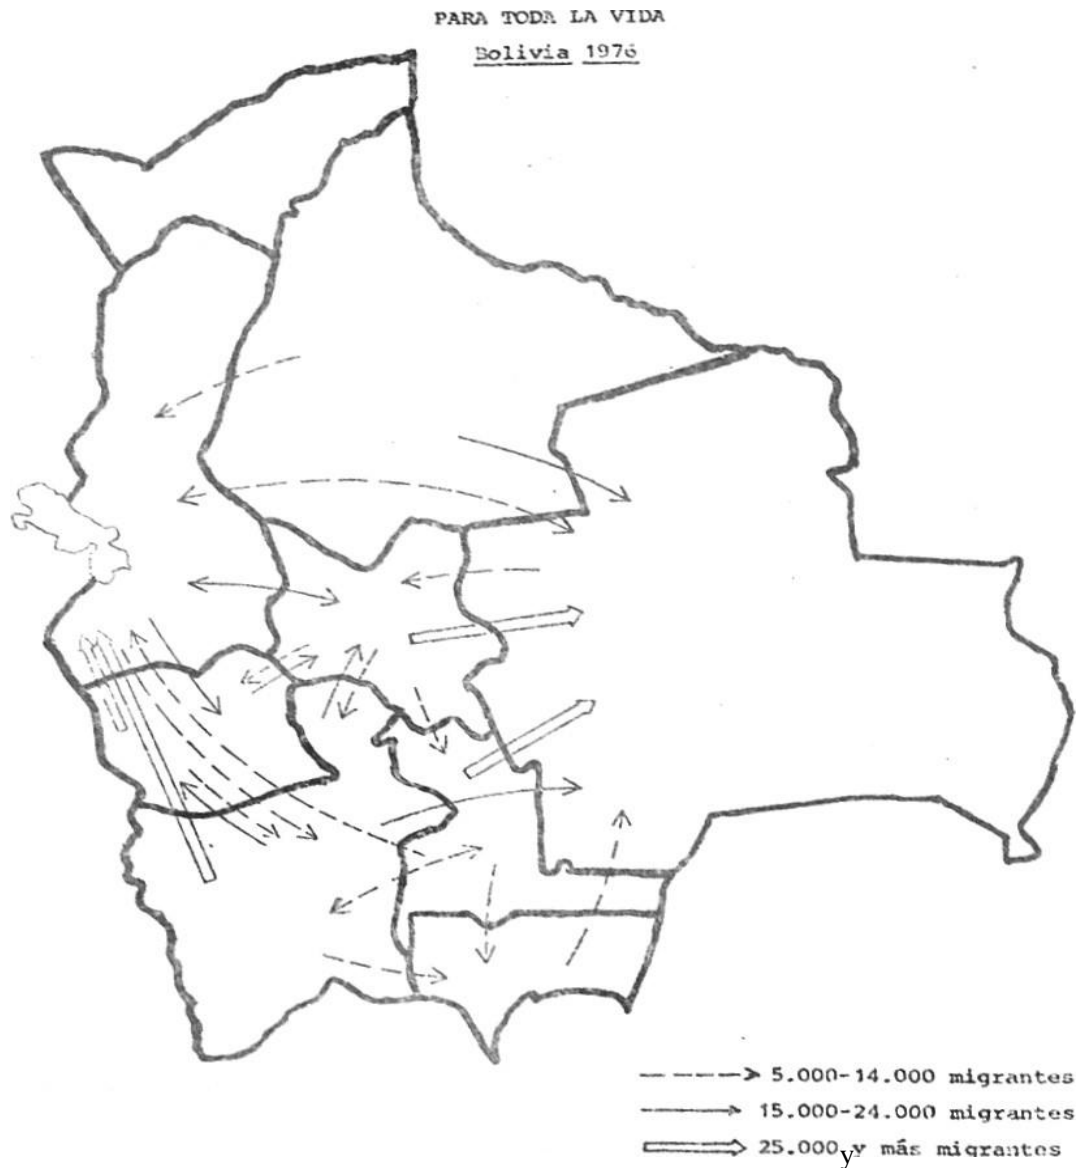 PARA TODA LA VIDA
Bolivia 1976
5.000-14.000 migrantes
15.000-24.000 migrantes
25.000 y más migrantes
y